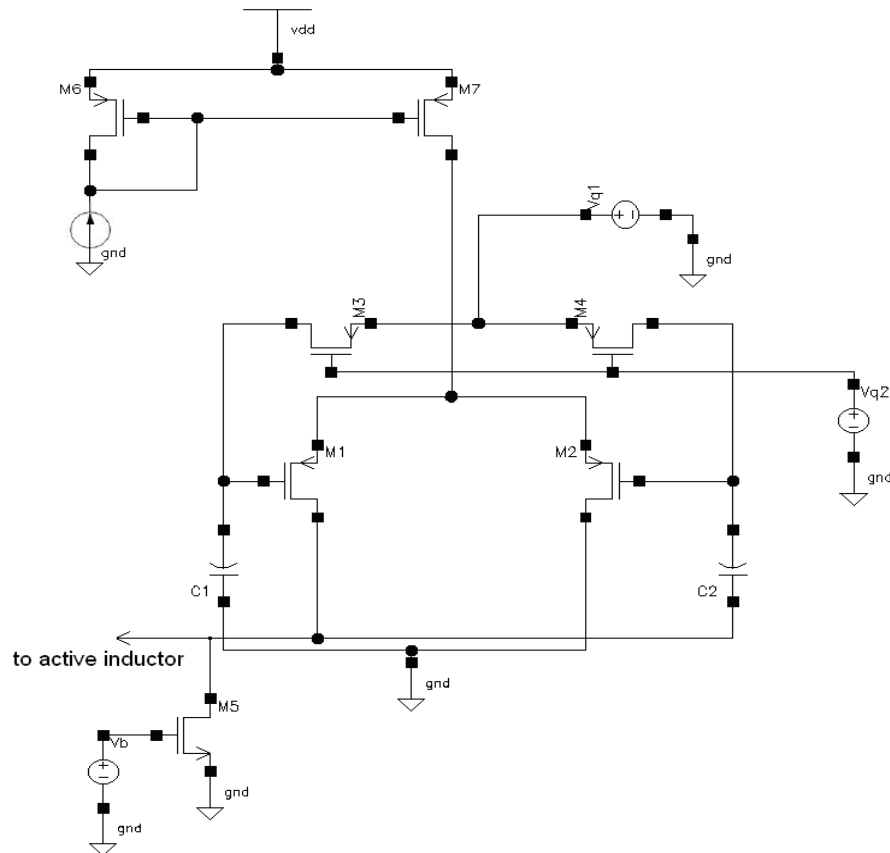 vdd
M6
M7
Vq1
gnd
gnd
M3
M4
Vq2
M1
M2
gnd
C1
C2
to active inductor
gnd
M5
Vb
gnd
gnd